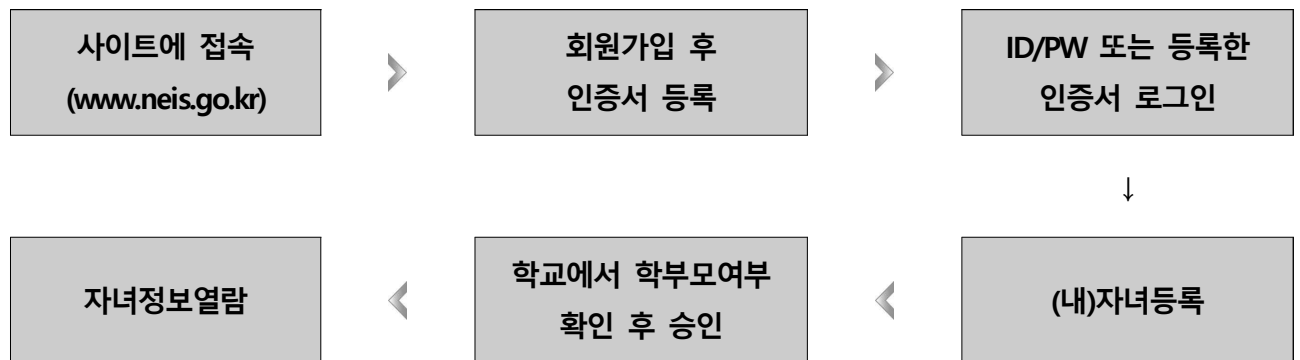 사이트에 접속
(www.neis.go.kr)
회원가입 후
인증서 등록
ID/PW 또는 등록한
인증서 로그인
↓
(내)자녀등록
학교에서 학부모여부
확인 후 승인
자녀정보열람